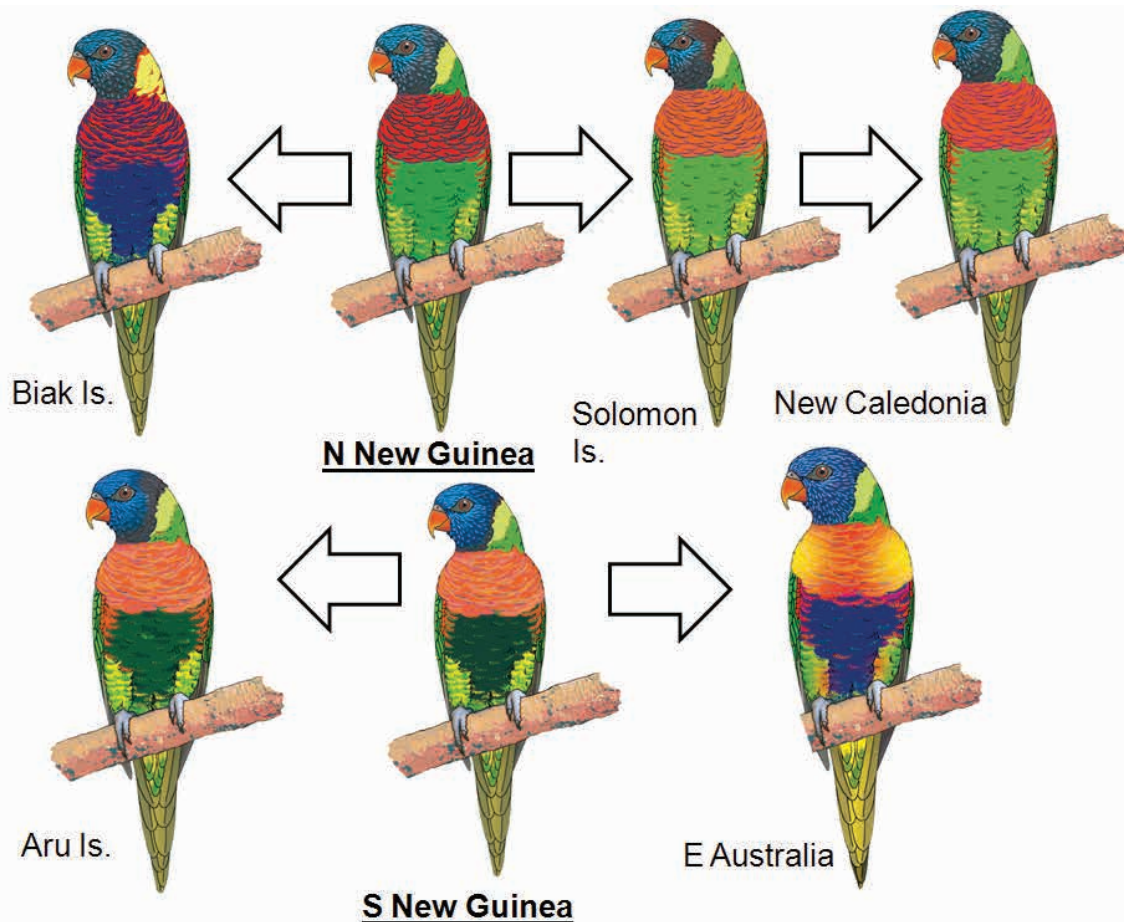 Biak Is.
N New Guinea
Solomon
Is.
New Caledonia
Aru Is.
S New Guinea
E Australia